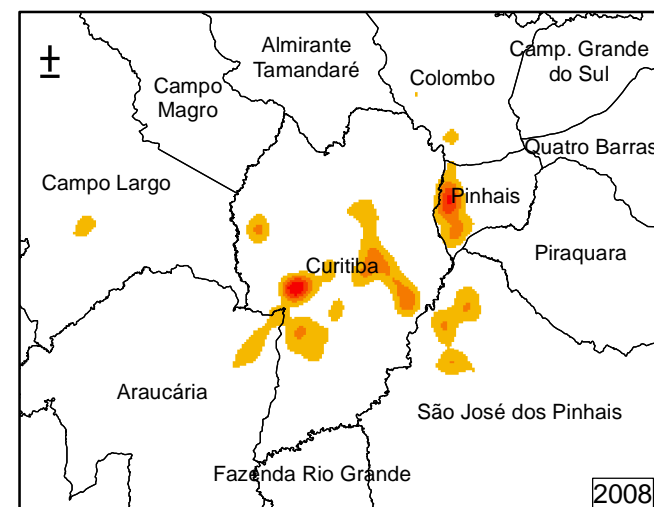 ±
Almirante
Tamandaré
Camp. Grande
do Sul
Colombo
Campo
Magro
Quatro Barras
Campo Largo
Pinhais
Piraquara
Curitiba
Araucária
São José dos Pinhais
Fazenda Rio Grande
2008